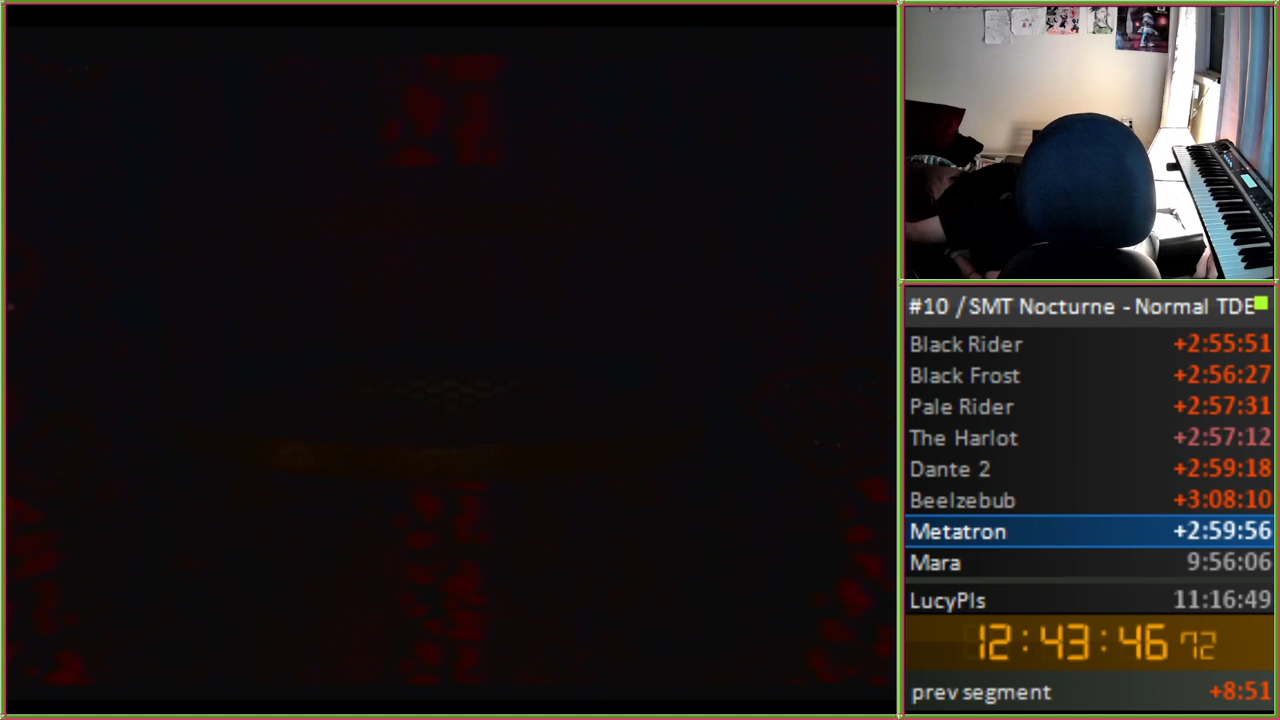 #10 / SMT Nocturne - Normal TDE
Black Rider +2:55:51
Black Frost +2:56:27
Pale Rider +2:57:31
The Harlot +2:57:12
Dante 2 +2:59:18
Beelzebub +3:08:10
Metatron +2:59:56
Mara 9:56:06
LucyPls 11:16:49
12:43:46 72
prev segment +8:51